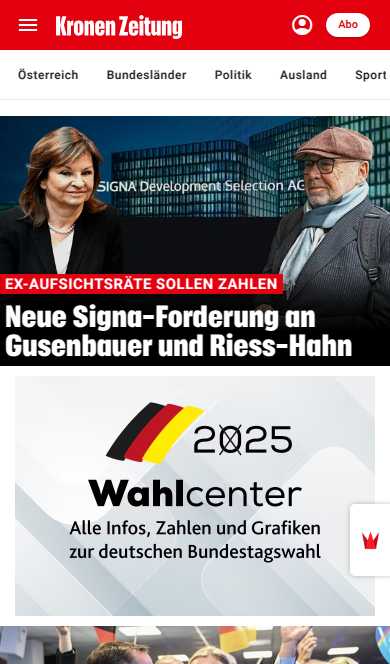 Kronen Zeitung
Abo
Österreich Bundesländer Politik Ausland Sport
SIGNA Development Selection AG
EX-AUFSICHTSRÄTE SOLLEN ZAHLEN
Neue Signa-Forderung an
Gusenbauer und Riess-Hahn
2025
Wahlcenter
Alle Infos, Zahlen und Grafiken
zur deutschen Bundestagswahl